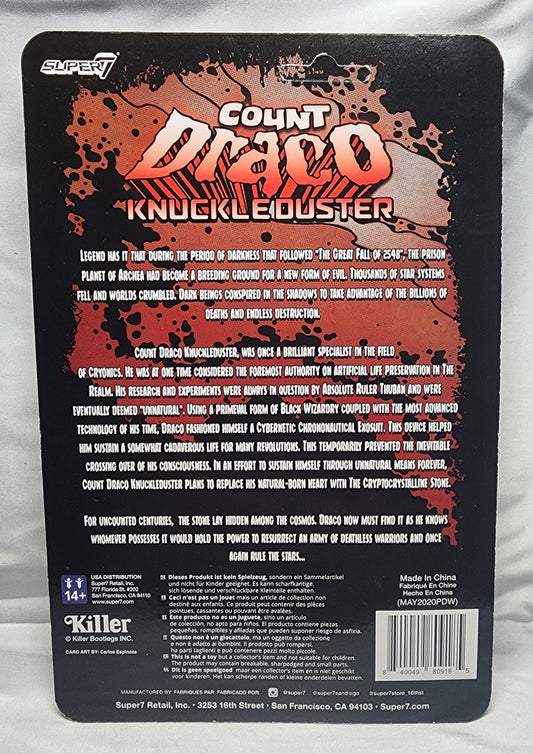 SUPER7
COUNT
DRACO
KNUCKLEDUSTER
LEGEND HAS IT THAT DURING THE PERIOD OF DARKNESS THAT FOLLOWED "THE GREAT FALL OF 2548", THE PRISON
PLANET OF ARCHEA HAD BECOME A BREEDING GROUND FOR A NEW FORM OF EVIL. THOUSANDS OF STAR SYSTEMS
FELL AND WORLDS CRUMBLED. DARK BEINGS CONSPIRED IN THE SHADOWS TO TAKE ADVANTAGE OF THE BILLIONS OF
DEATHS AND ENDLESS DESTRUCTION.
COUNT DRACO KNUCKLEDUSTER, WAS ONCE A BRILLIANT SPECIALIST IN THE FIELD
OF CRYONICS. HE WAS AT ONE TIME CONSIDERED THE FOREMOST AUTHORITY ON ARTIFICIAL LIFE PRESERVATION IN THE
REALM. HIS RESEARCH AND EXPERIMENTS WERE ALWAYS IN QUESTION BY ABSOLUTE RULER THUBAN AND WERE
EVENTUALLY DEEMED "UNNATURAL". USING A PRIMEVAL FORM OF BLACK WIZARDRY COUPLED WITH THE MOST ADVANCED
TECHNOLOGY OF HIS TIME, DRACO FASHIONED HIMSELF A CYBERNETIC CHRONONAUTICAL EXOSUIT. THIS DEVICE HELPED
HIM SUSTAIN A SOMEWHAT CADAVEROUS LIFE FOR MANY REVOLUTIONS. THIS TEMPORARILY PREVENTED THE INEVITABLE
CROSSING OVER OF HIS CONSCIOUSNESS. IN AN EFFORT TO SUSTAIN HIMSELF THROUGH UNNATURAL MEANS FOREVER,
COUNT DRACO KNUCKLEDUSTER PLANS TO REPLACE HIS NATURAL-BORN HEART WITH THE CRYPTOCRYSTALLINE STONE.
FOR UNCOUNTED CENTURIES, THE STONE LAY HIDDEN AMONG THE COSMOS. DRACO MUST NOW FIND IT AS HE KNOWS
WHOMEVER POSSESSES IT WOULD HOLD THE POWER TO RESURRECT AN ARMY OF DEATHLESS WARRIORS AND ONCE
AGAIN RULE THE STARS...
14+
USA DISTRIBUTION
Super7 Retail, Inc.
777 Florida St. #202
San Francisco, CA 94110
Killer
© Killer Bootlegs INC.
CARD ART BY: Carlos Espinoza
Dieses Produkt ist kein Spielzeug, sondern ein Sammelartikel
und nicht für Kinder geeignet. Es kann scharfkantige,
sich lösende und verschluckbare Kleinteile enthalten.
Ceci n'est pas un jouet mais un article de collection non
destiné aux enfants. Ce produit peut contenir des pièces
pointues, cassantes ou pouvant être avalées.
Este producto no es un juguete, sirio un artículo
de colección, no apto para niños. El producto contiene piezas
pequeñas, rompibles y afiladas que pueden suponer riesgo de asfixia.
Questo non è un giocattolo, ma un oggetto da collezione
e non è adatto a bambini. Il prodotto può rompersi,
ha parti taglienti e può contenere pezzi molto piccoli.
This is not a toy but a collector's item and not suitable for children.
The product may contain breakable, sharpedged and small parts.
Dit is geen speelgoed maar een collector's item en is niet geschikt
voor kinderen. Het kan scherpe randen of kleine onderdelen bevatten.
Made In China
Fabriqué En Chine
Hecho En China
(MAY2020PDW)
8 40049 80918 5
MANUFACTURED BY FABRIQUÉS PAR FABRICADO POR: @super7 @super7sandiego @super7store_16thst
Super7 Retail, Inc. • 3253 16th Street • San Francisco, CA 94103 • Super7.com